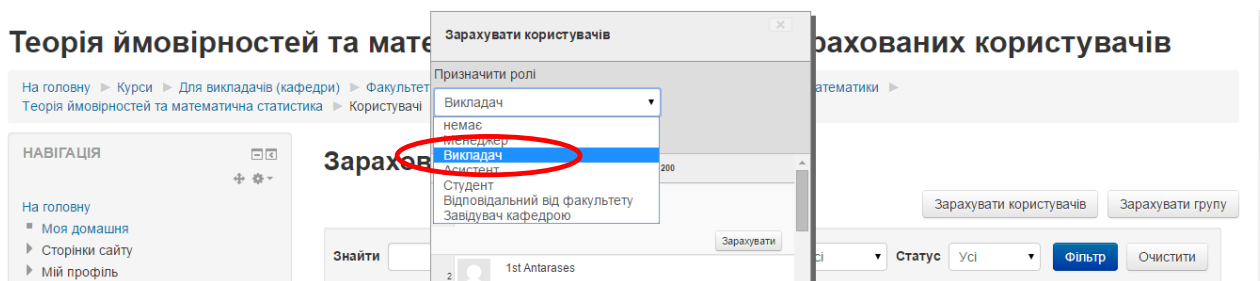 Теорія ймовірностей та мате
рахованих користувачів
Зарахувати користувачів
На головну Курси Для викладачів (кафедри) Факультет
атематики
Теорія ймовірностей та математична статистика Користувачі
Призначити ролі
Викладач
немає
Менеджер
Викладач
Асистент
Студент
Відповідальний від факультету
Завідувач кафедрою
200
Зарахувати
2
1st Antarases
НАВІГАЦІЯ
На головну
Моя домашня
Сторінки сайту
Мій профіль
Зарахов
Зарахувати користувачів
Зарахувати групу
Знайти
сі
Статус
Усі
Фільтр
Очистити